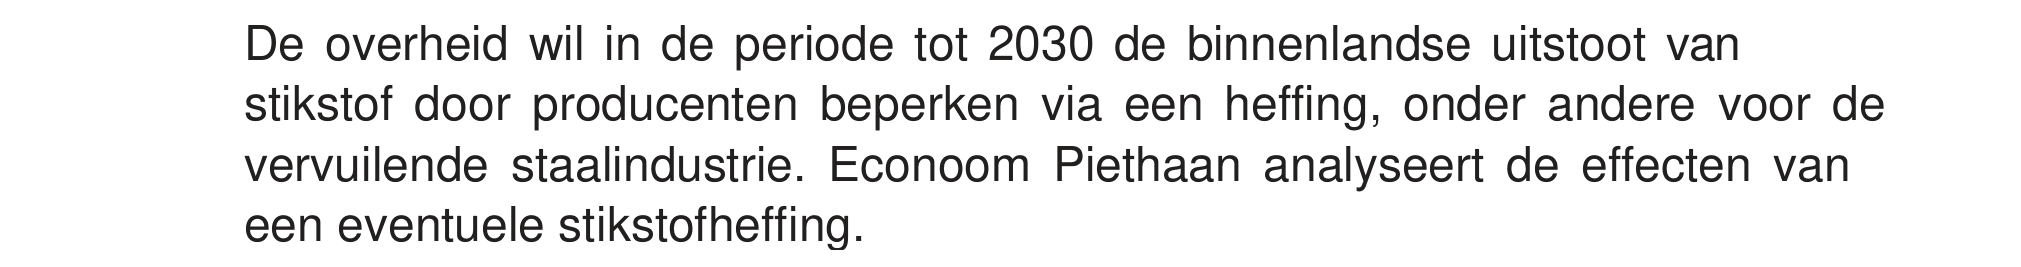 De overheid wil in de periode tot 2030 de binnenlandse uitstoot van
stikstof door producenten beperken via een heffing, onder andere voor de
vervuilende staalindustrie. Econoom Piethaan analyseert de effecten van
een eventuele stikstofheffing.